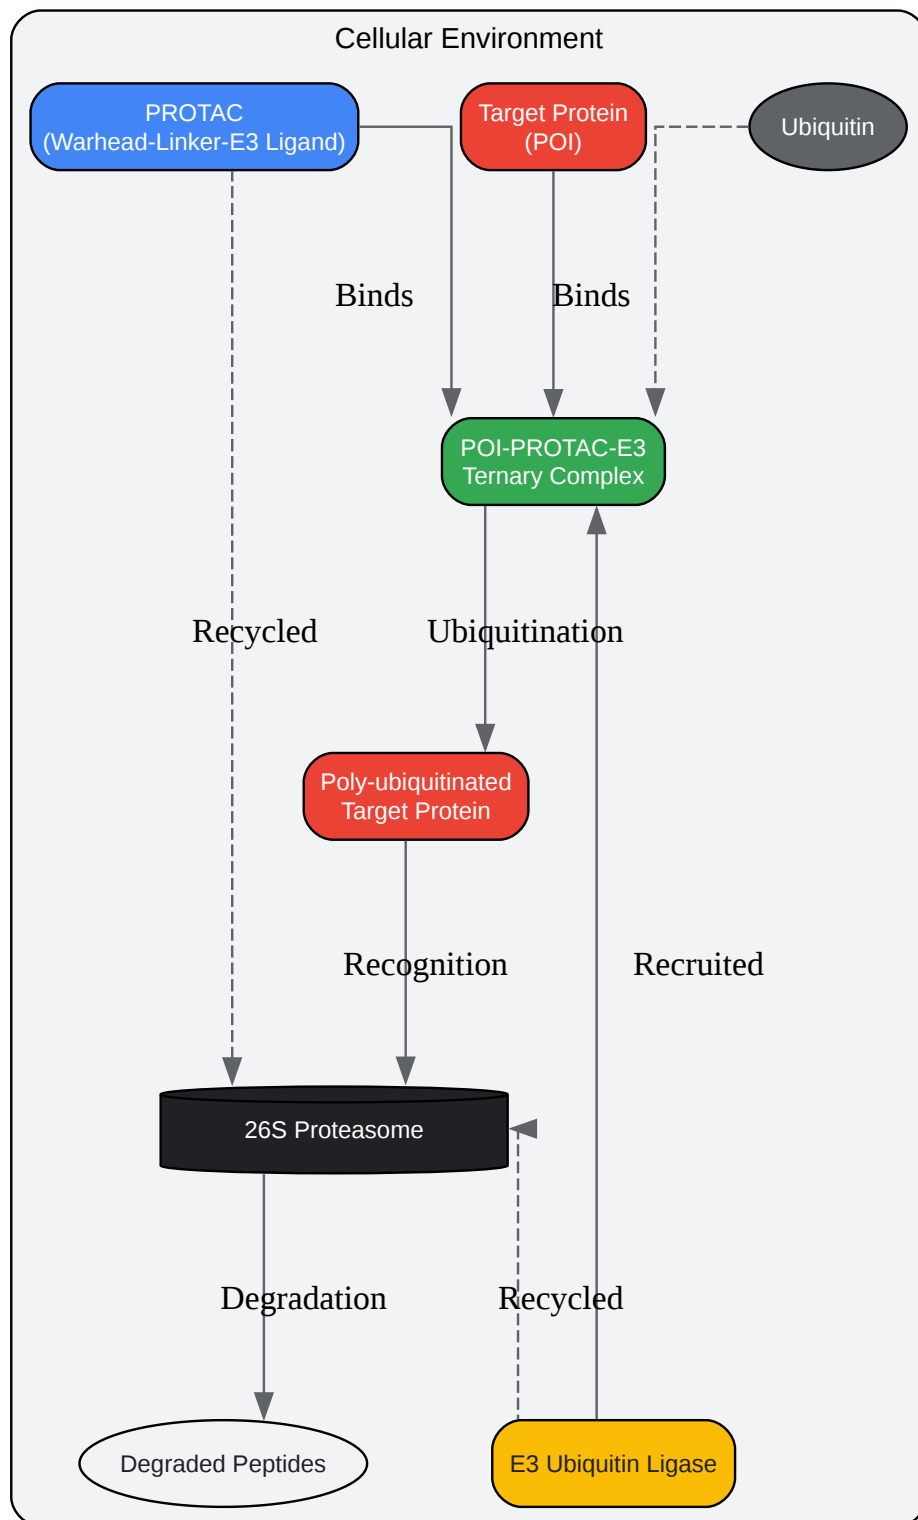 Cellular Environment
PROTAC
(Warhead-Linker-E3 Ligand)
Target Protein
(POI)
Ubiquitin
Binds
Binds
POI-PROTAC-E3
Ternary Complex
Recycled
Ubiquitination
Poly-ubiquitinated
Target Protein
Recognition
Recruited
26S Proteasome
Degradation
Recycled
Degraded Peptides
E3 Ubiquitin Ligase